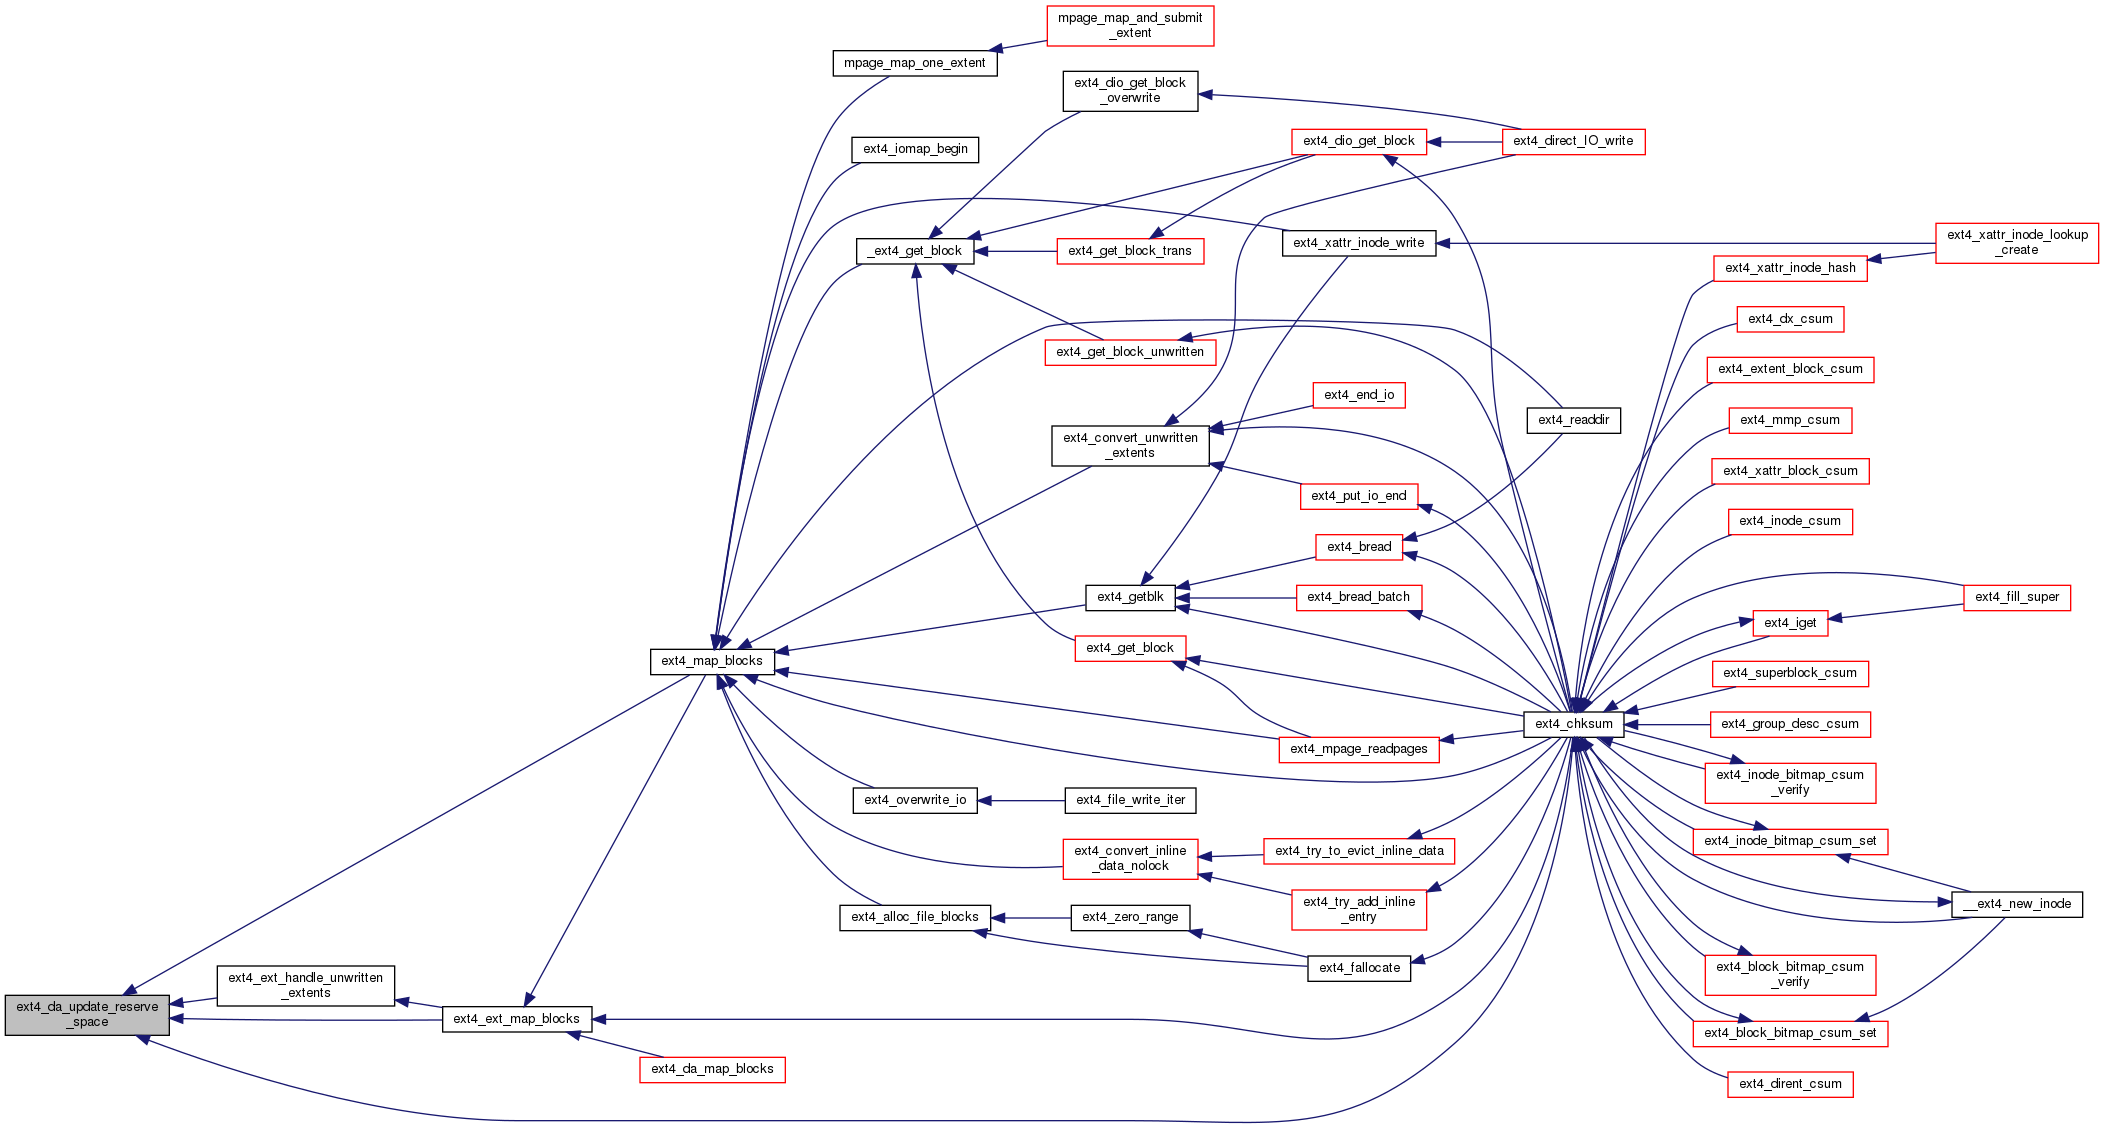 mpage_map_and_submit
_extent
mpage_map_one_extent
ext4_dio_get_block
_overwrite
ext4_iomap_begin
ext4_dio_get_block
ext4_direct_IO_write
_ext4_get_block
ext4_get_block_trans
ext4_xattr_inode_write
ext4_xattr_inode_lookup
_create
ext4_xattr_inode_hash
ext4_dx_csum
ext4_get_block_unwritten
ext4_extent_block_csum
ext4_end_io
ext4_readdir
ext4_mmp_csum
ext4_convert_unwritten
_extents
ext4_xattr_block_csum
ext4_put_io_end
ext4_inode_csum
ext4_bread
ext4_getblk
ext4_bread_batch
ext4_fill_super
ext4_iget
ext4_get_block
ext4_map_blocks
ext4_superblock_csum
ext4_chksum
ext4_group_desc_csum
ext4_mpage_readpages
ext4_inode_bitmap_csum
_verify
ext4_overwrite_io
ext4_file_write_iter
ext4_inode_bitmap_csum_set
ext4_convert_inline
_data_nolock
ext4_try_to_evict_inline_data
ext4_try_add_inline
_entry
__ext4_new_inode
ext4_alloc_file_blocks
ext4_zero_range
ext4_fallocate
ext4_block_bitmap_csum
_verify
ext4_ext_handle_unwritten
_extents
ext4_da_update_reserve
_space
ext4_ext_map_blocks
ext4_block_bitmap_csum_set
ext4_da_map_blocks
ext4_dirent_csum